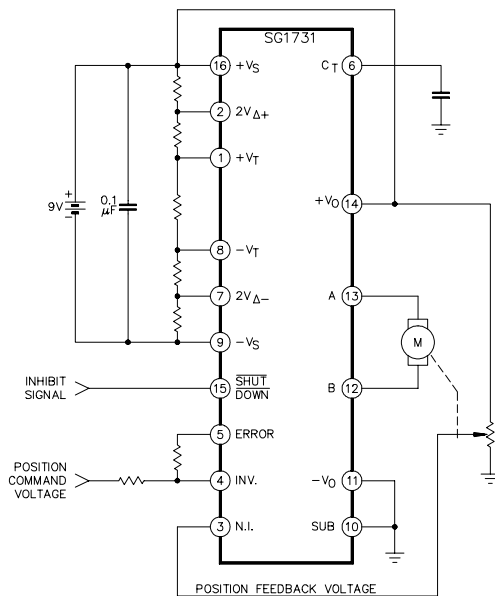 SG1731
16 +VS
CT 6
2 2VΔ+
1 +VT
+VO 14
9V
+
-
0.1
µF
8 -VT
7 2VΔ-
A 13
M
9 -VS
INHIBIT
SIGNAL
15 SHUT
DOWN
B 12
5 ERROR
POSITION
COMMAND
VOLTAGE
4 INV.
-VO 11
3 N.I.
SUB 10
POSITION FEEDBACK VOLTAGE